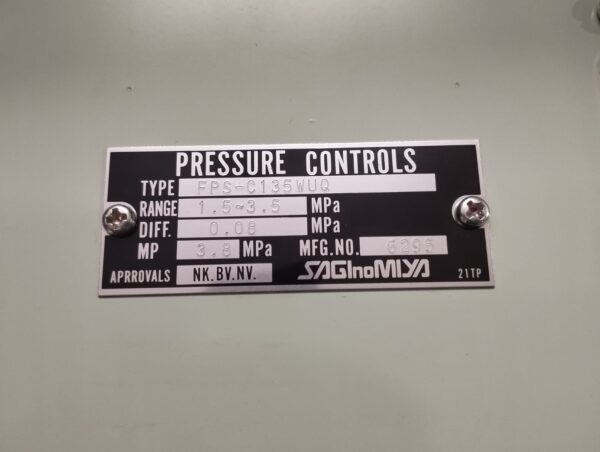 PRESSURE CONTROLS
TYPE FPS-C135WUQ
RANGE 1.5~3.5 MPa
DIFF. 0.08 MPa
MP 3.8 MPa MFG.NO. 6295
APRROVALS NK.BV.NV. SAGInoMIYA 21TP